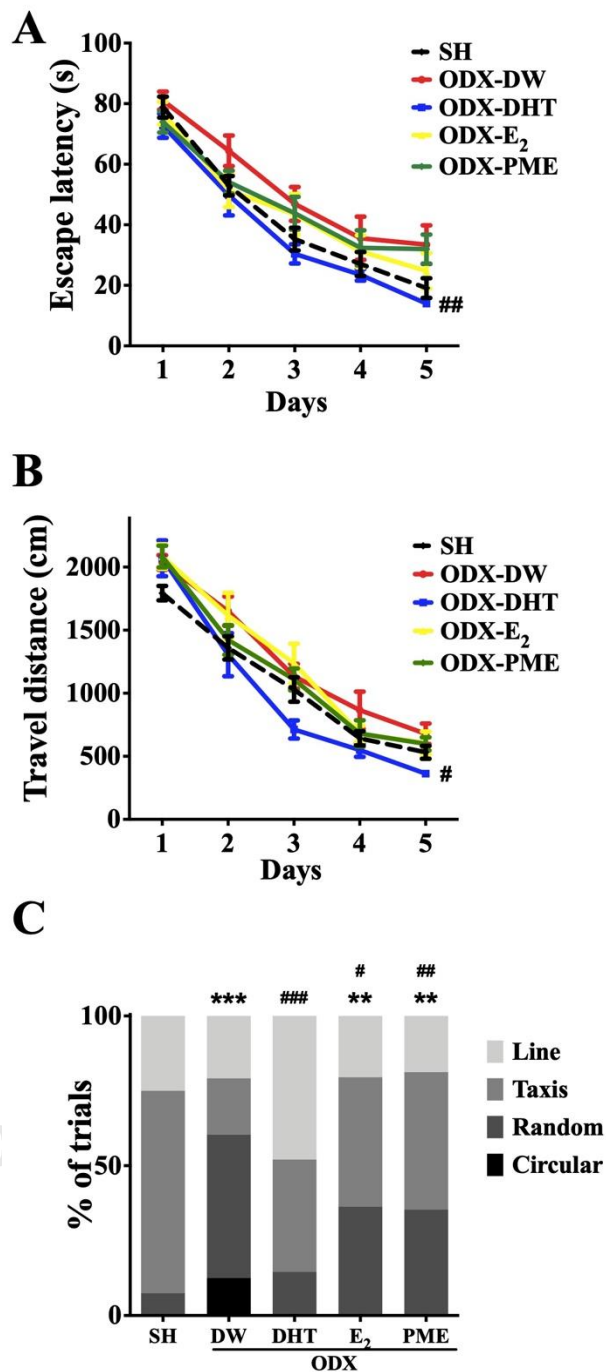 A
Escape latency (s)
100
80
60
40
20
0
SH
ODX-DW
ODX-DHT
ODX-E₂
ODX-PME
##
1 2 3 4 5
Days
B
Travel distance (cm)
2000
1500
1000
500
0
SH
ODX-DW
ODX-DHT
ODX-E₂
ODX-PME
#
1 2 3 4 5
Days
C
% of trials
# ##
*** ### ** **
100
50
0
Line
Taxis
Random
Circular
SH DW DHT E₂ PME
ODX